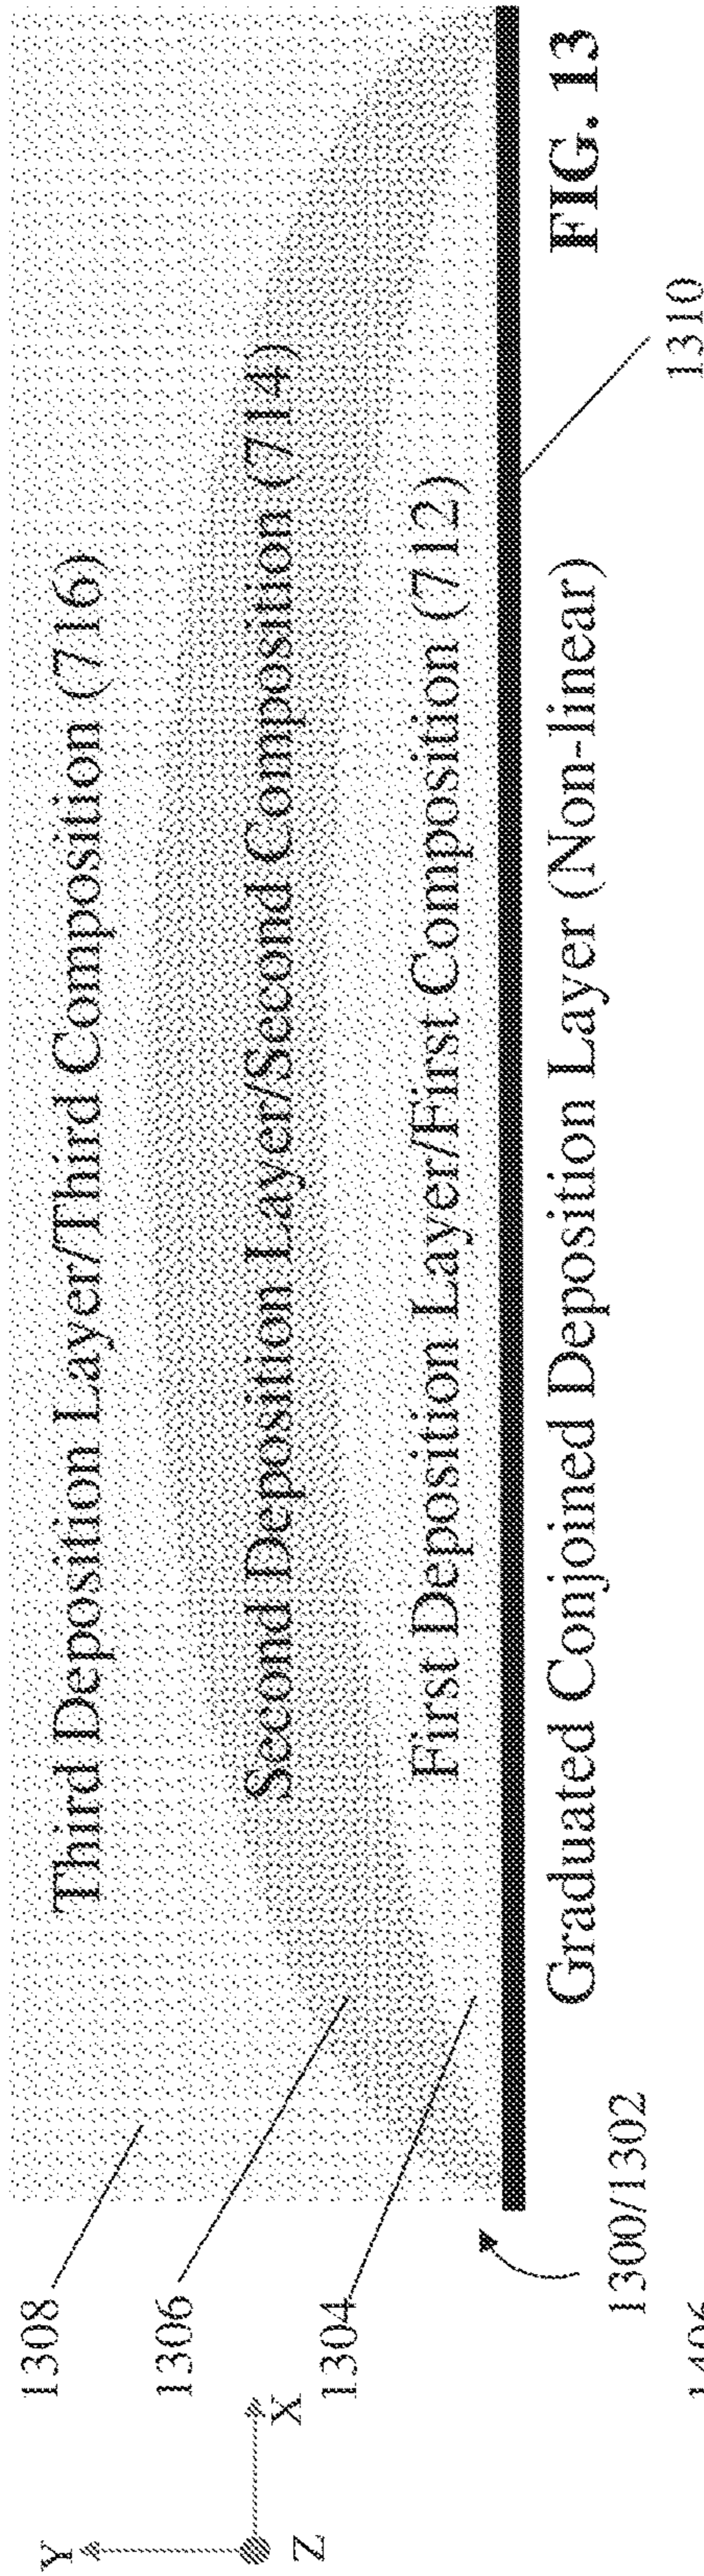 Y
X
Z
1308
1306
1304
Third Deposition Layer/Third Composition (716)
Second Deposition Layer/Second Composition (714)
First Deposition Layer/First Composition (712)
1300/1302
Graduated Conjoined Deposition Layer (Non-linear)
1310
FIG. 13